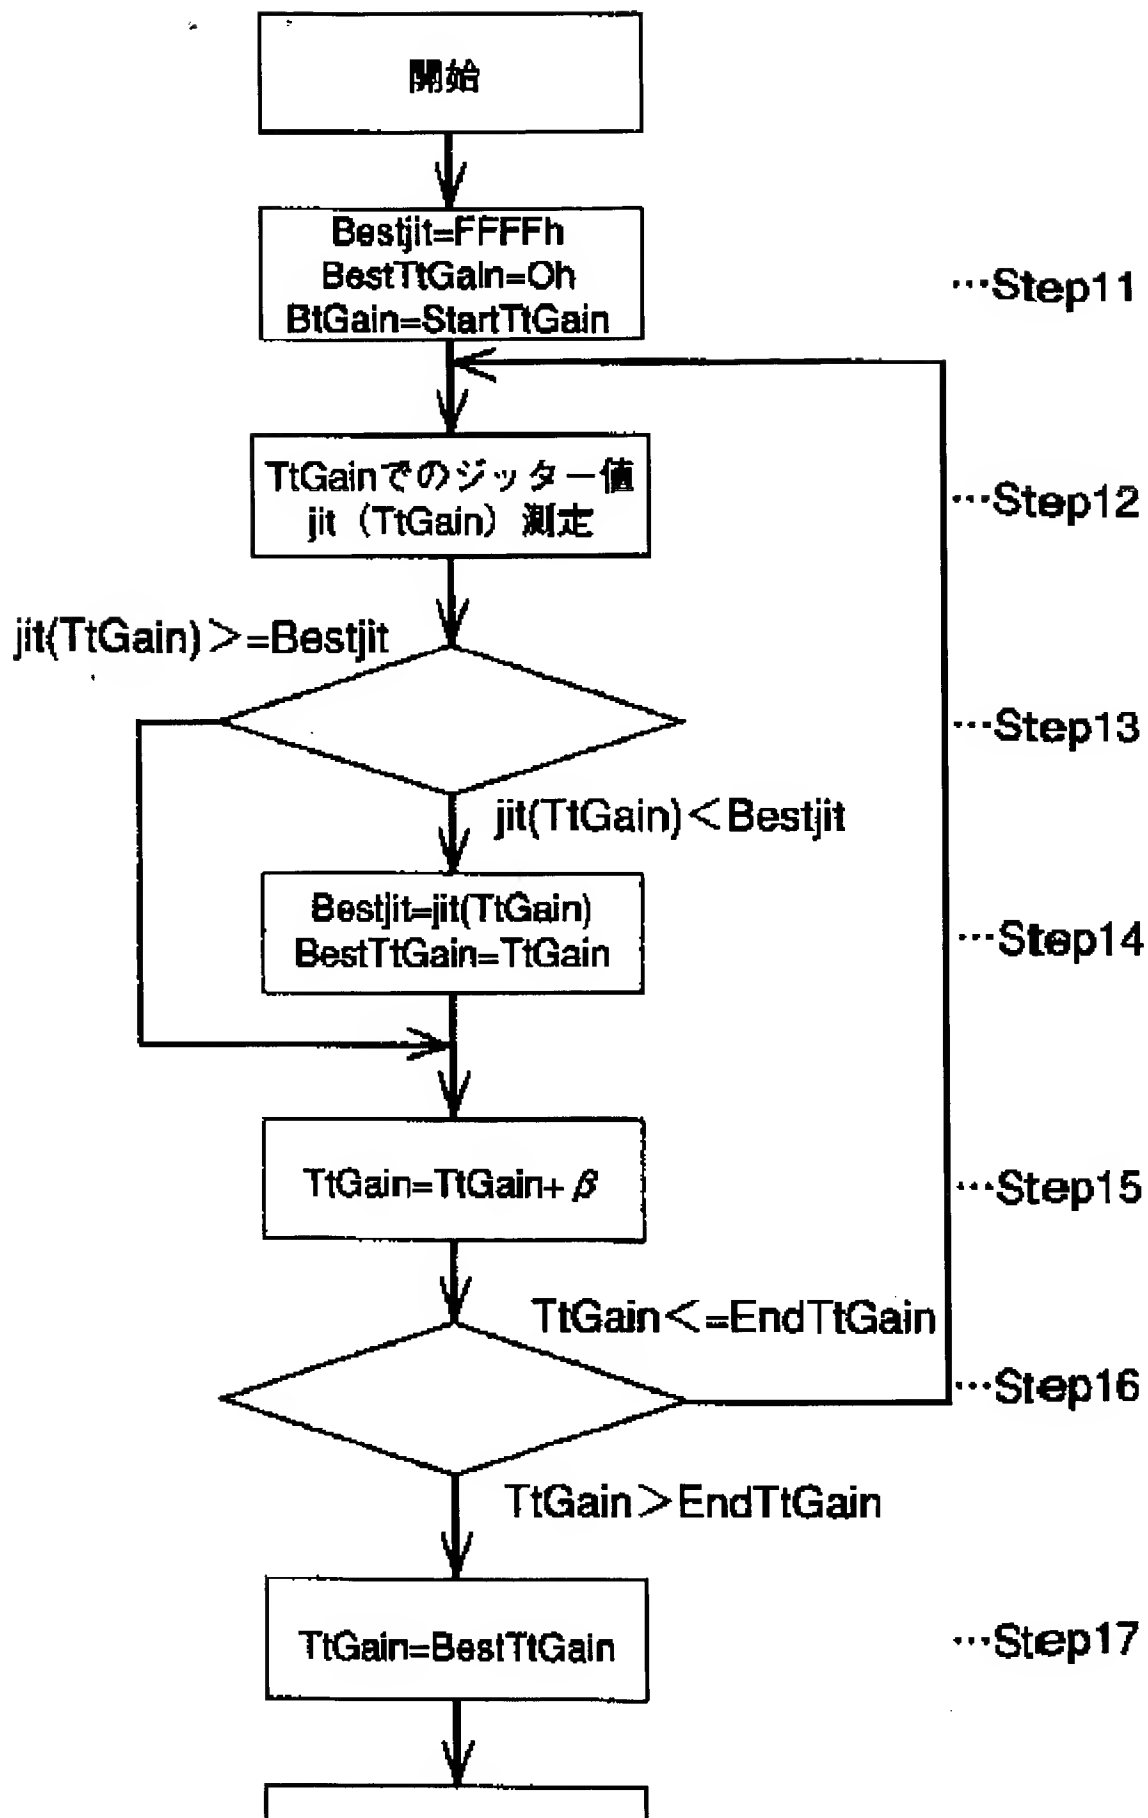 開始
Bestjit=FFFFh
BestTtGain=Oh
BtGain=StartTtGain
…Step11
TtGainでのジッター値
jit（TtGain）測定
…Step12
jit(TtGain)＞=Bestjit
…Step13
jit(TtGain)＜Bestjit
Bestjit=jit(TtGain)
BestTtGain=TtGain
…Step14
TtGain=TtGain+β
…Step15
TtGain＜=EndTtGain
…Step16
TtGain＞EndTtGain
TtGain=BestTtGain
…Step17